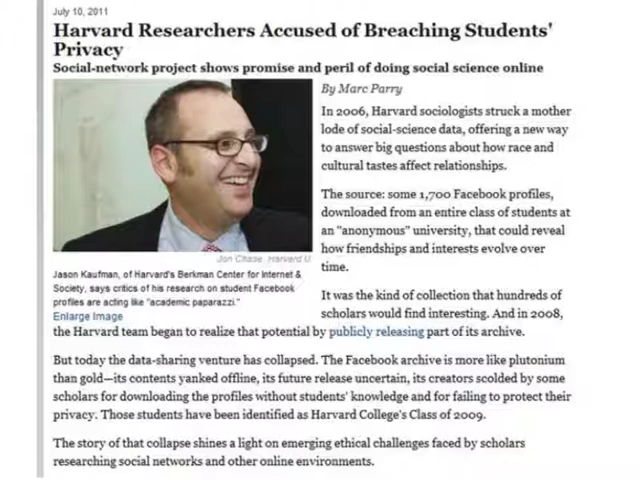 July 10, 2011
Harvard Researchers Accused of Breaching Students'
Privacy
Social-network project shows promise and peril of doing social science online
By Marc Parry
In 2006, Harvard sociologists struck a mother
lode of social-science data, offering a new way
to answer big questions about how race and
cultural tastes affect relationships.
The source: some 1,700 Facebook profiles,
downloaded from an entire class of students at
an "anonymous" university, that could reveal
how friendships and interests evolve over
time.
Jon Chase, Harvard U.
Jason Kaufman, of Harvard's Berkman Center for Internet &
Society, says critics of his research on student Facebook
profiles are acting like "academic paparazzi."
Enlarge Image
It was the kind of collection that hundreds of
scholars would find interesting. And in 2008,
the Harvard team began to realize that potential by publicly releasing part of its archive.
But today the data-sharing venture has collapsed. The Facebook archive is more like plutonium
than gold—its contents yanked offline, its future release uncertain, its creators scolded by some
scholars for downloading the profiles without students' knowledge and for failing to protect their
privacy. Those students have been identified as Harvard College's Class of 2009.
The story of that collapse shines a light on emerging ethical challenges faced by scholars
researching social networks and other online environments.